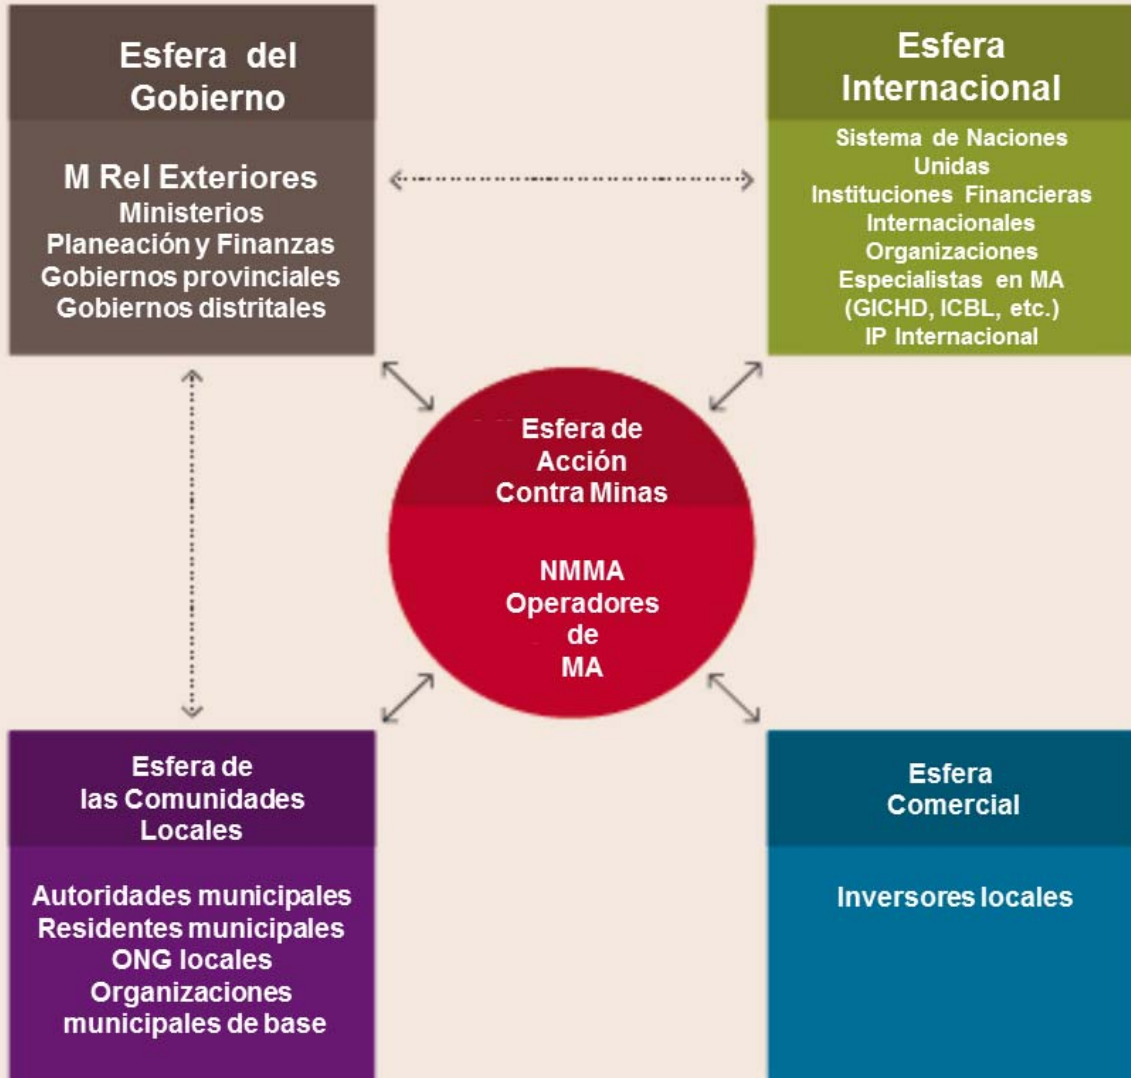 Esfera del
Gobierno
M Rel Exteriores
Ministerios
Planeación y Finanzas
Gobiernos provinciales
Gobiernos distritales
Esfera
Internacional
Sistema de Naciones
Unidas
Instituciones Financieras
Internacionales
Organizaciones
Especialistas en MA
(GICHD, ICBL, etc.)
IP Internacional
Esfera de
Acción
Contra Minas
NMMA
Operadores
de
MA
Esfera de
las Comunidades
Locales
Autoridades municipales
Residentes municipales
ONG locales
Organizaciones
municipales de base
Esfera
Comercial
Inversores locales